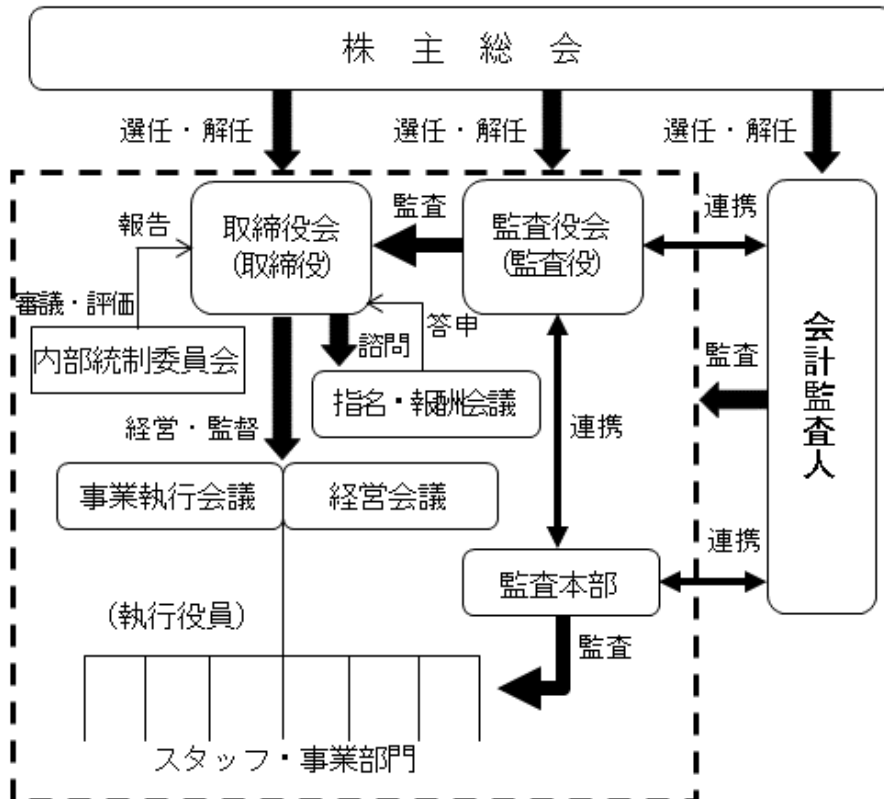 株主総会
選任・解任
選任・解任
選任・解任
報告
取締役会
(取締役)
監査
監査役会
(監査役)
連携
審議・評価
内部統制委員会
諮問
答申
指名・報酬会議
監査
会計監査人
経営・監督
連携
事業執行会議
経営会議
連携
監査本部
(執行役員)
監査
スタッフ・事業部門